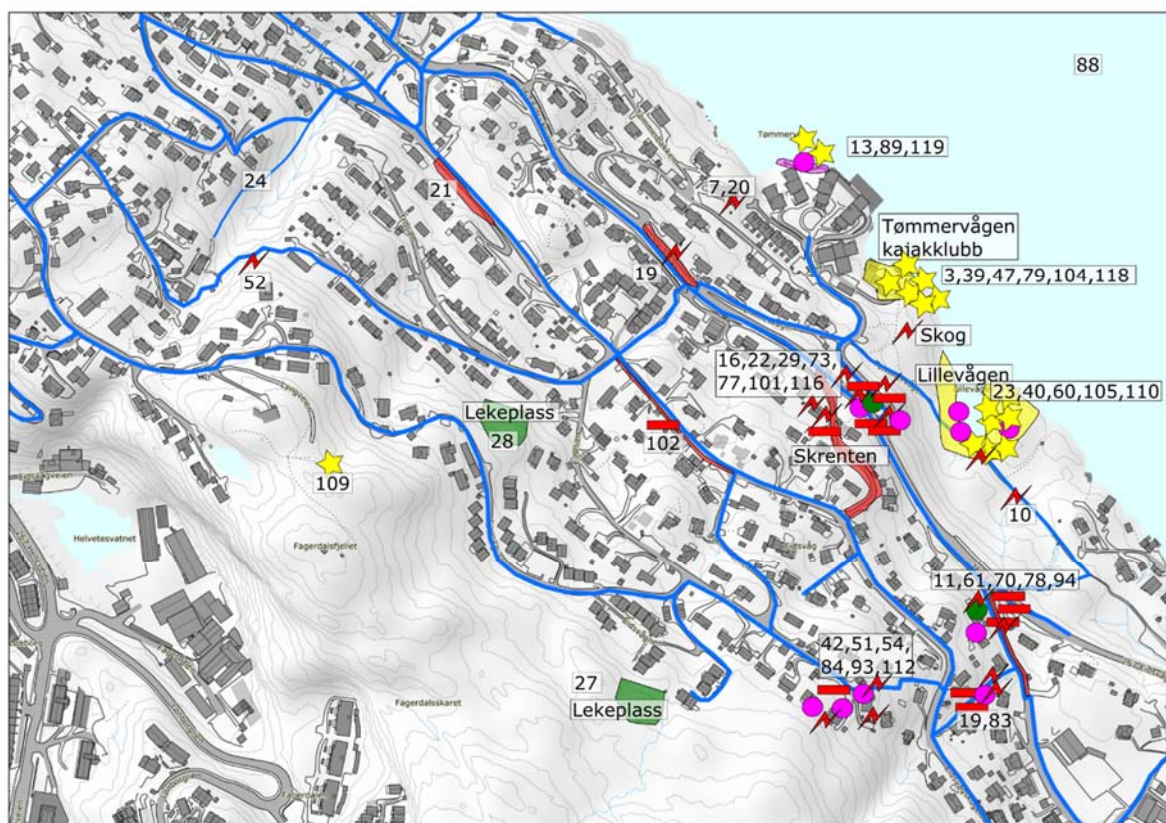 88
Tømmerv
13,89,119
24
21
7,20
Tømmervågen
kajakklubb
3,39,47,79,104,118
52
19
Skog
16,22,29,73,
77,101,116
Lillevågen
23,40,60,105,110
Lekeplass
28
102
Skrenten
109
10
Helvetesvatnet
Fagerdalsfjellet
11,61,70,78,94
42,51,54,
84,93,112
27
Lekeplass
Fagerdalsskaret
19,83